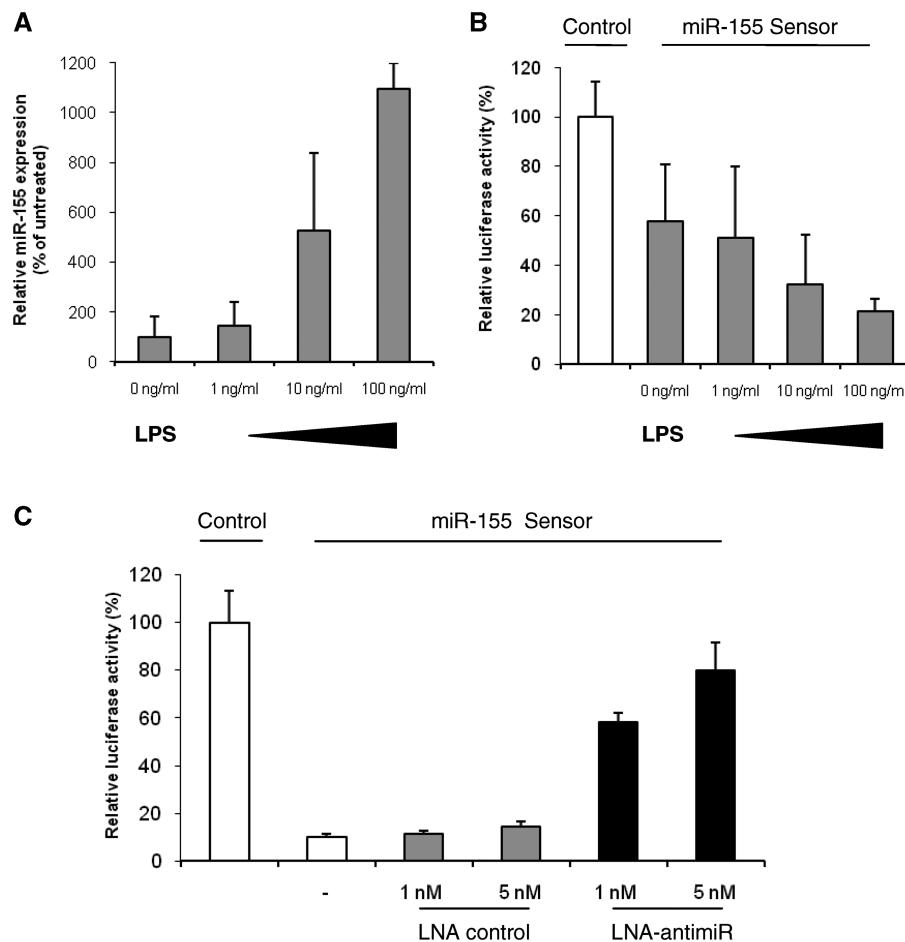 A
Relative miR-155 expression
(% of untreated)
1200
1000
800
600
400
200
0
0 ng/ml 1 ng/ml 10 ng/ml 100 ng/ml
LPS
B
Control miR-155 Sensor
Relative luciferase activity (%)
120
100
80
60
40
20
0
0 ng/ml 1 ng/ml 10 ng/ml 100 ng/m
LPS
C
Control miR-155 Sensor
Relative luciferase activity (%)
120
100
80
60
40
20
0
- 1 nM 5 nM 1 nM 5 nM
LNA control LNA-antimiR